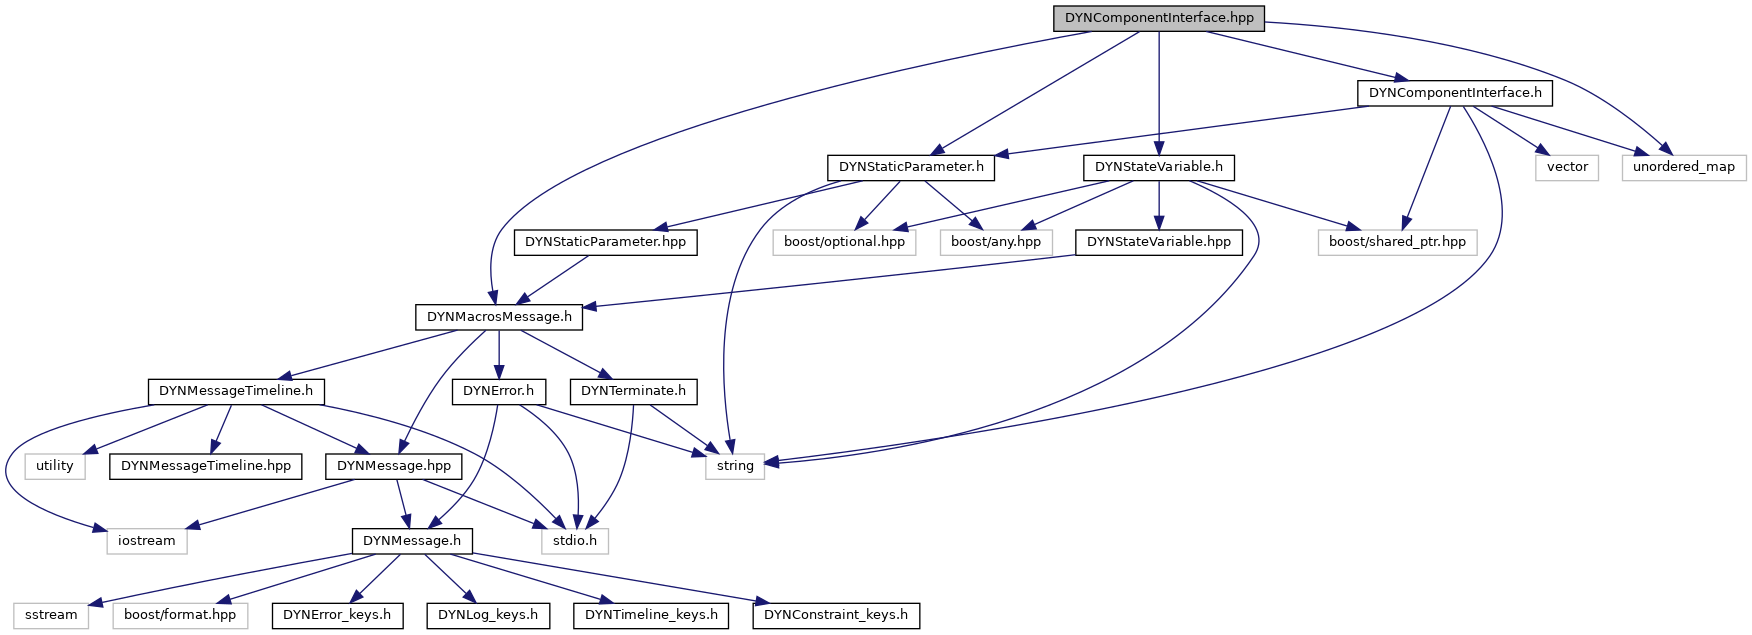 DYNComponentInterface.hpp
DYNComponentInterface.h
DYNStaticParameter.h
DYNStateVariable.h
vector
unordered_map
DYNStaticParameter.hpp
boost/optional.hpp
boost/any.hpp
DYNStateVariable.hpp
boost/shared_ptr.hpp
DYNMacrosMessage.h
DYNMessageTimeline.h
DYNError.h
DYNTerminate.h
utility
DYNMessageTimeline.hpp
DYNMessage.hpp
string
iostream
DYNMessage.h
stdio.h
sstream
boost/format.hpp
DYNError_keys.h
DYNLog_keys.h
DYNTimeline_keys.h
DYNConstraint_keys.h